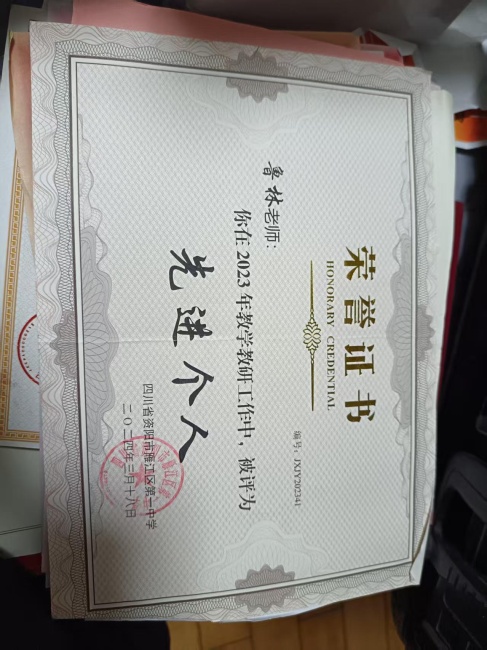 荣誉证书
HONORARY CREDENTIAL
编号：JXJY202341
鲁林老师：
你在2023年教学教研工作中，被评为
先进个人
四川省资阳市雁江区第一中学
二〇二四年三月十八日